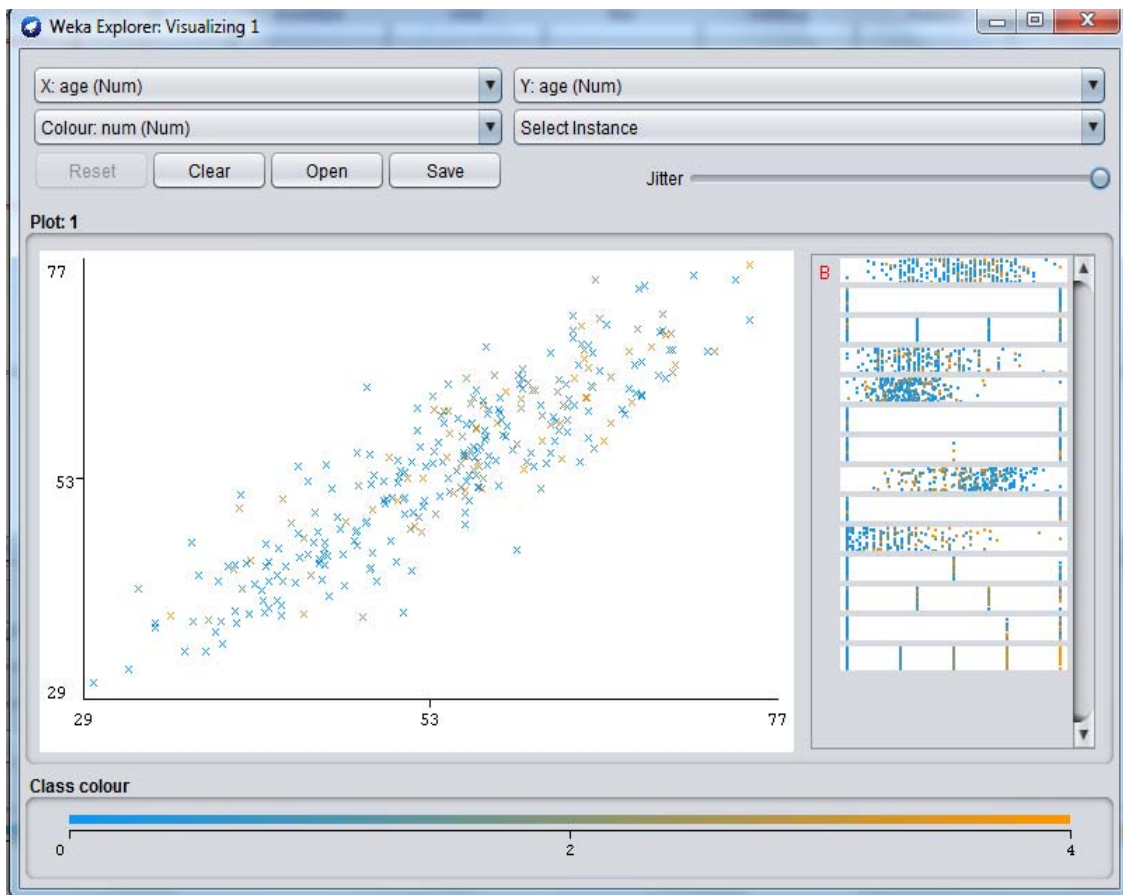 Weka Explorer: Visualizing 1
X: age (Num) Y: age (Num)
Colour: num (Num) Select Instance
Reset Clear Open Save Jitter
Plot: 1
77
53
29
29 53 77
B
Class colour
0 2 4